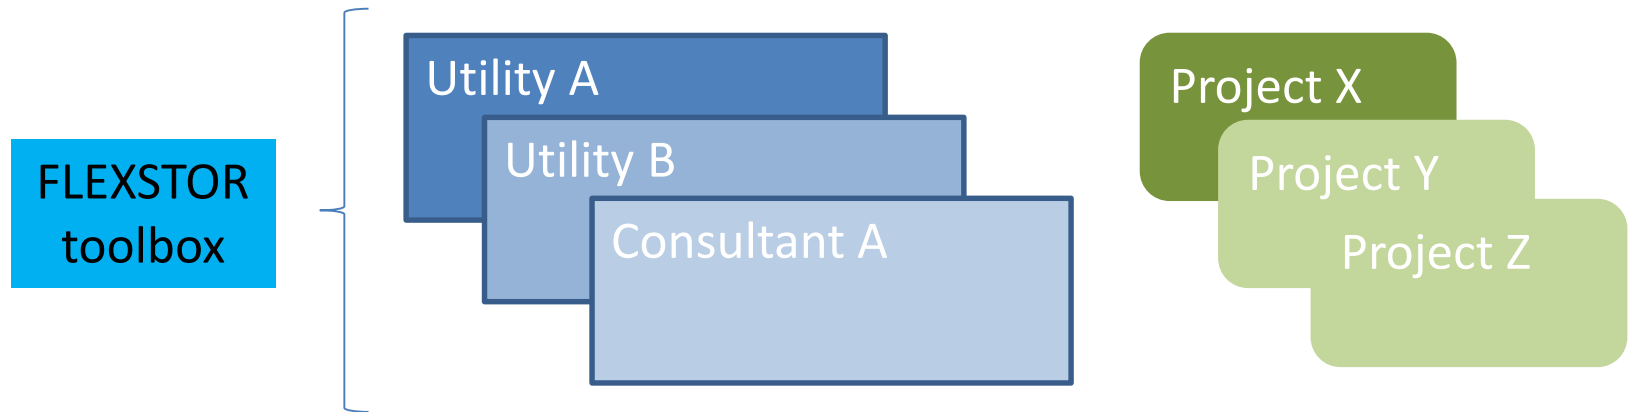 FLEXSTOR
toolbox
Utility A
Utility B
Consultant A
Project X
Project Y
Project Z